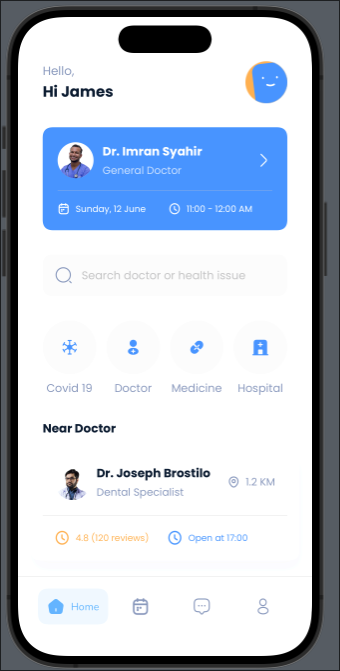 Hello,
Hi James
Dr. Imran Syahir
General Doctor
Sunday, 12 June
11:00 - 12:00 AM
Search doctor or health issue
Covid 19
Doctor
Medicine
Hospital
Near Doctor
Dr. Joseph Brostilo
1.2 KM
Dental Specialist
4.8 (120 reviews)
Open at 17:00
Home